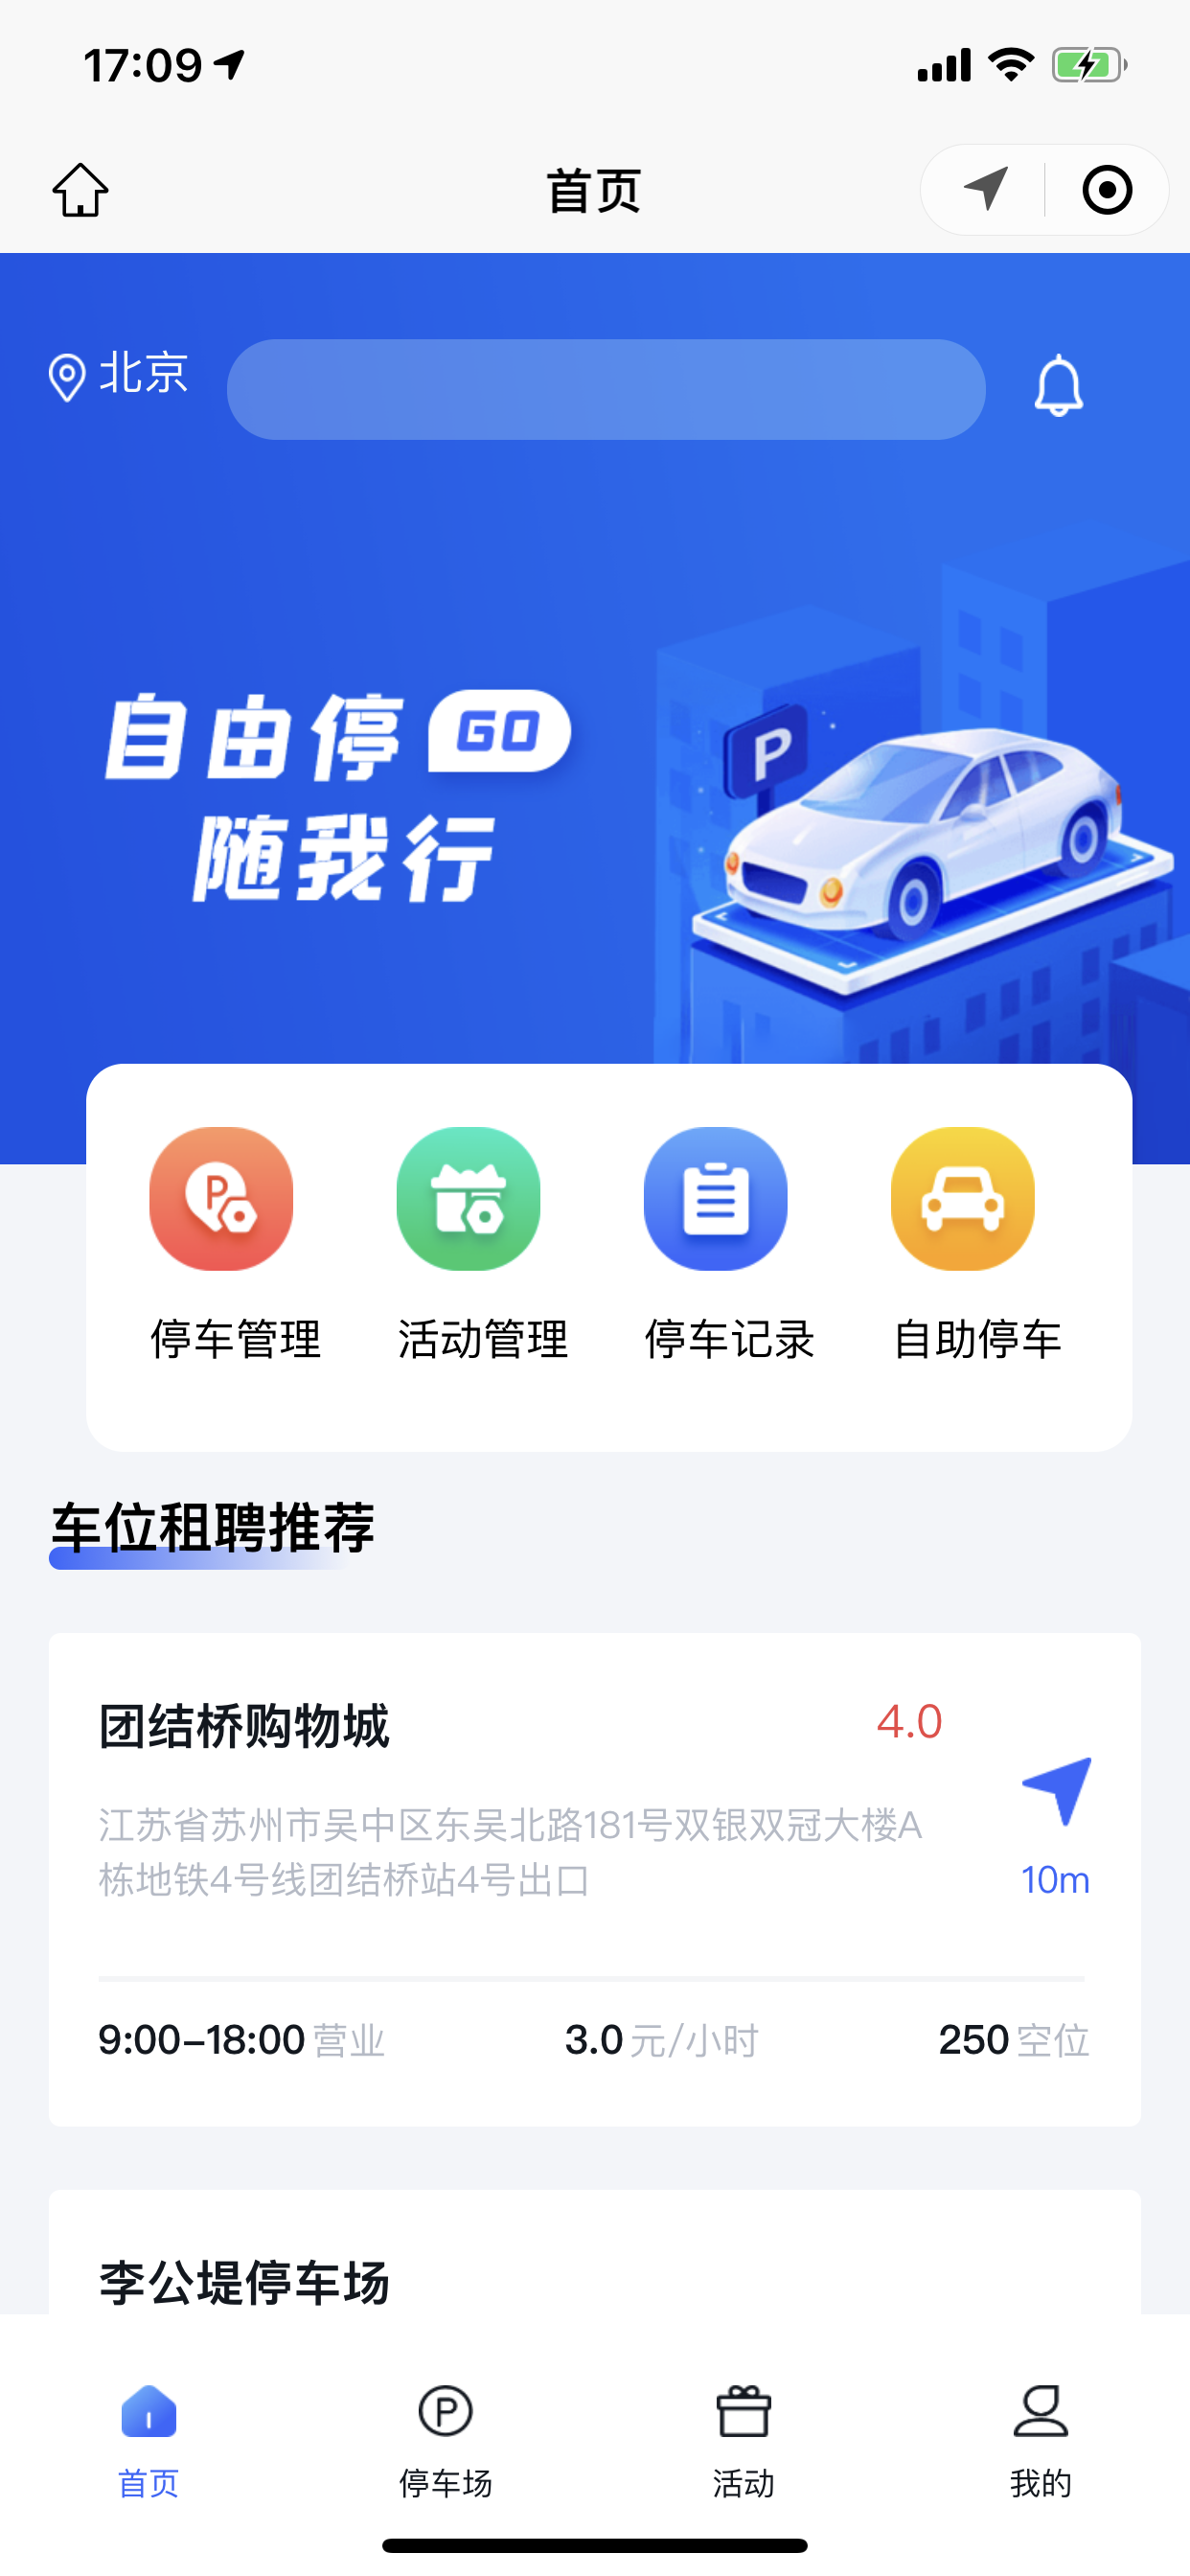 17:09
首页
北京
自由停 GO
随我行
P
停车管理 活动管理 停车记录 自助停车
车位租聘推荐
团结桥购物城 4.0
江苏省苏州市吴中区东吴北路181号双银双冠大楼A
栋地铁4号线团结桥站4号出口
10m
9:00-18:00 营业 3.0 元/小时 250 空位
李公堤停车场
首页 停车场 活动 我的